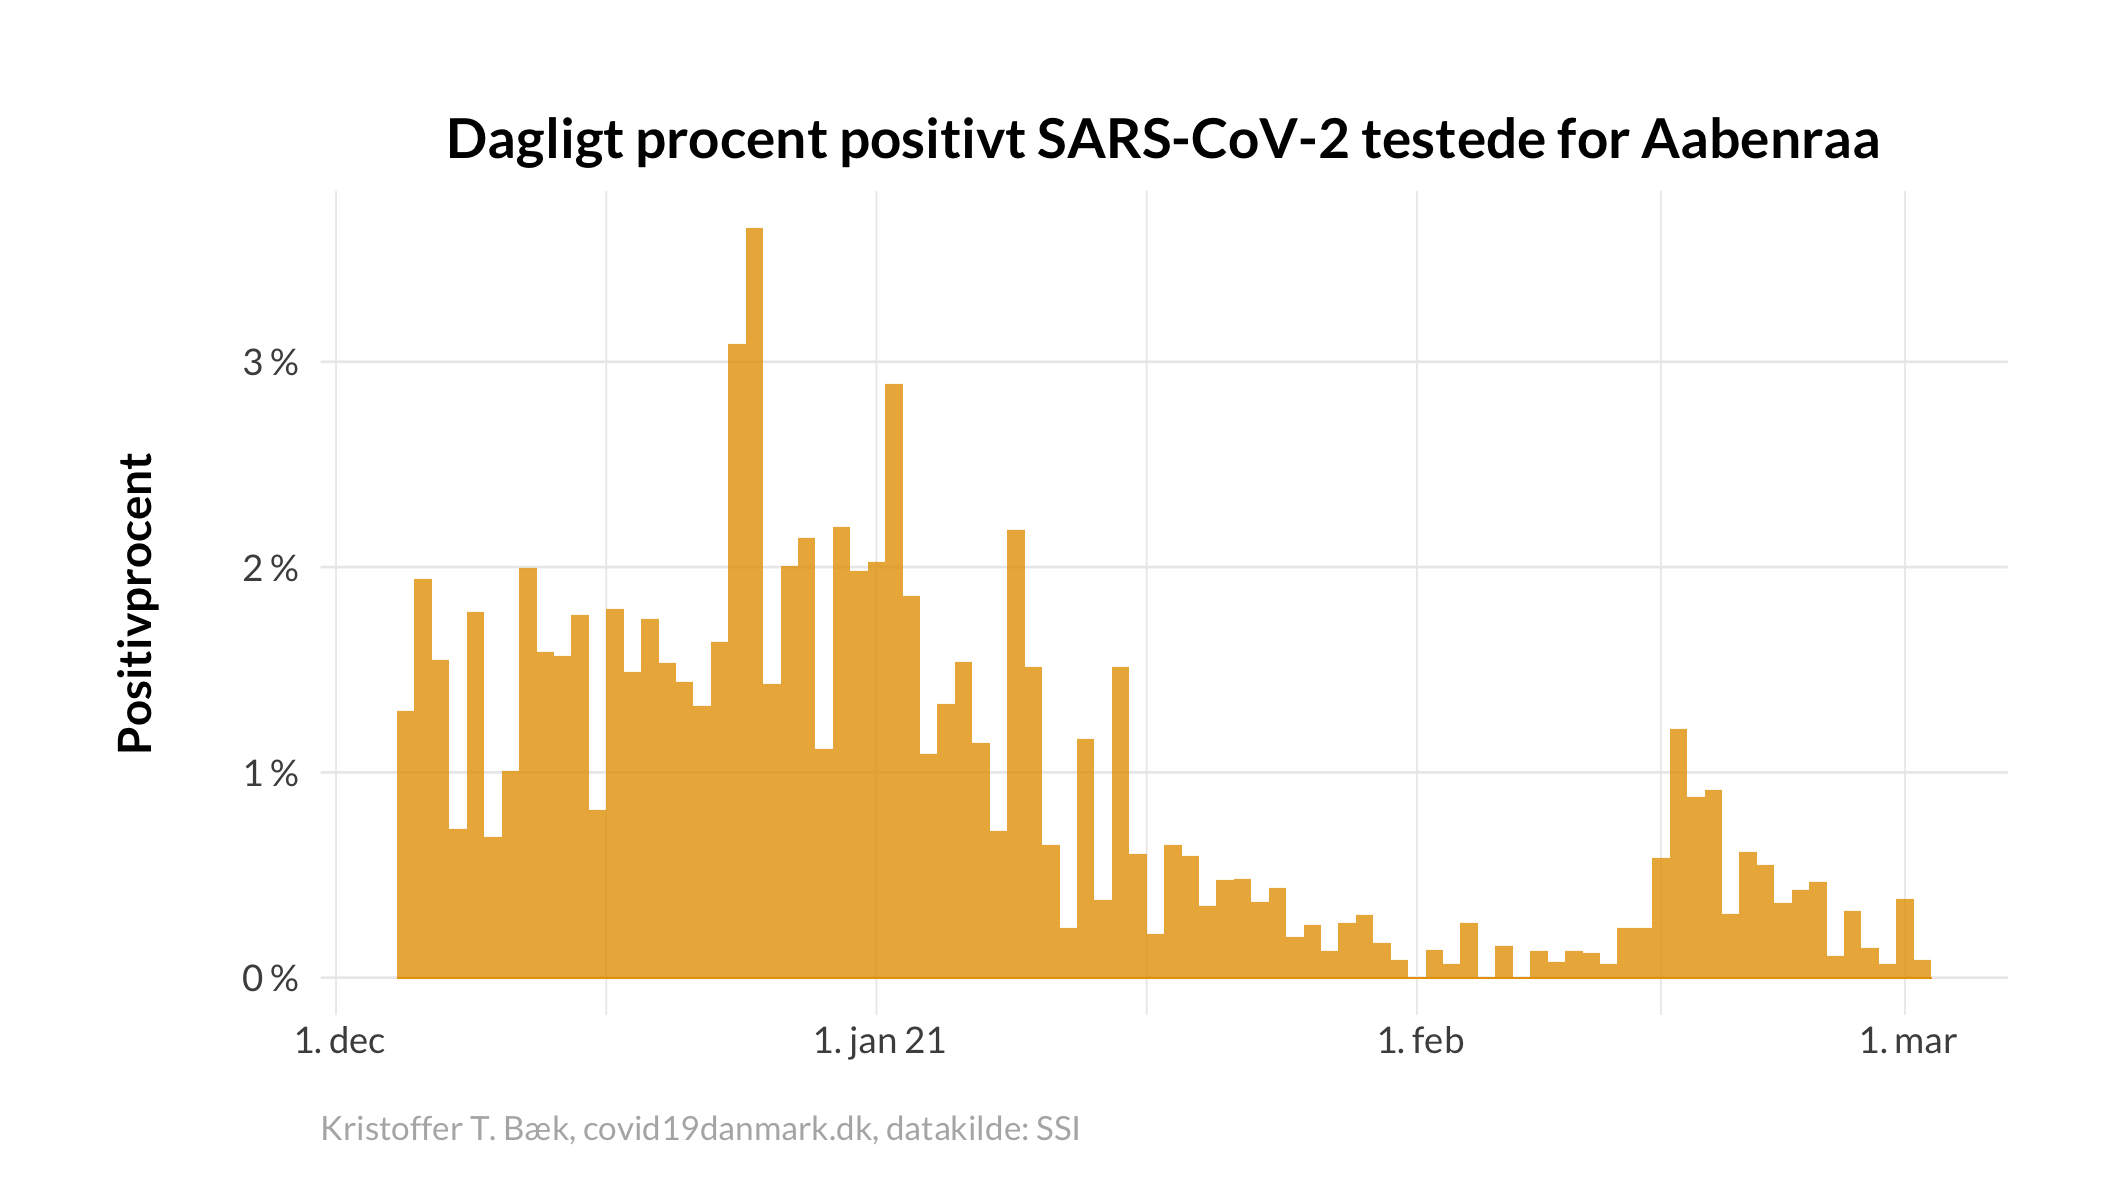 Dagligt procent positivt SARS-CoV-2 testede for Aabenraa
Positivprocent
3 %
2 %
1 %
0 %
1. dec
1. jan 21
1. feb
1. mar
Kristoffer T. Bæk, covid19danmark.dk, datakilde: SSI